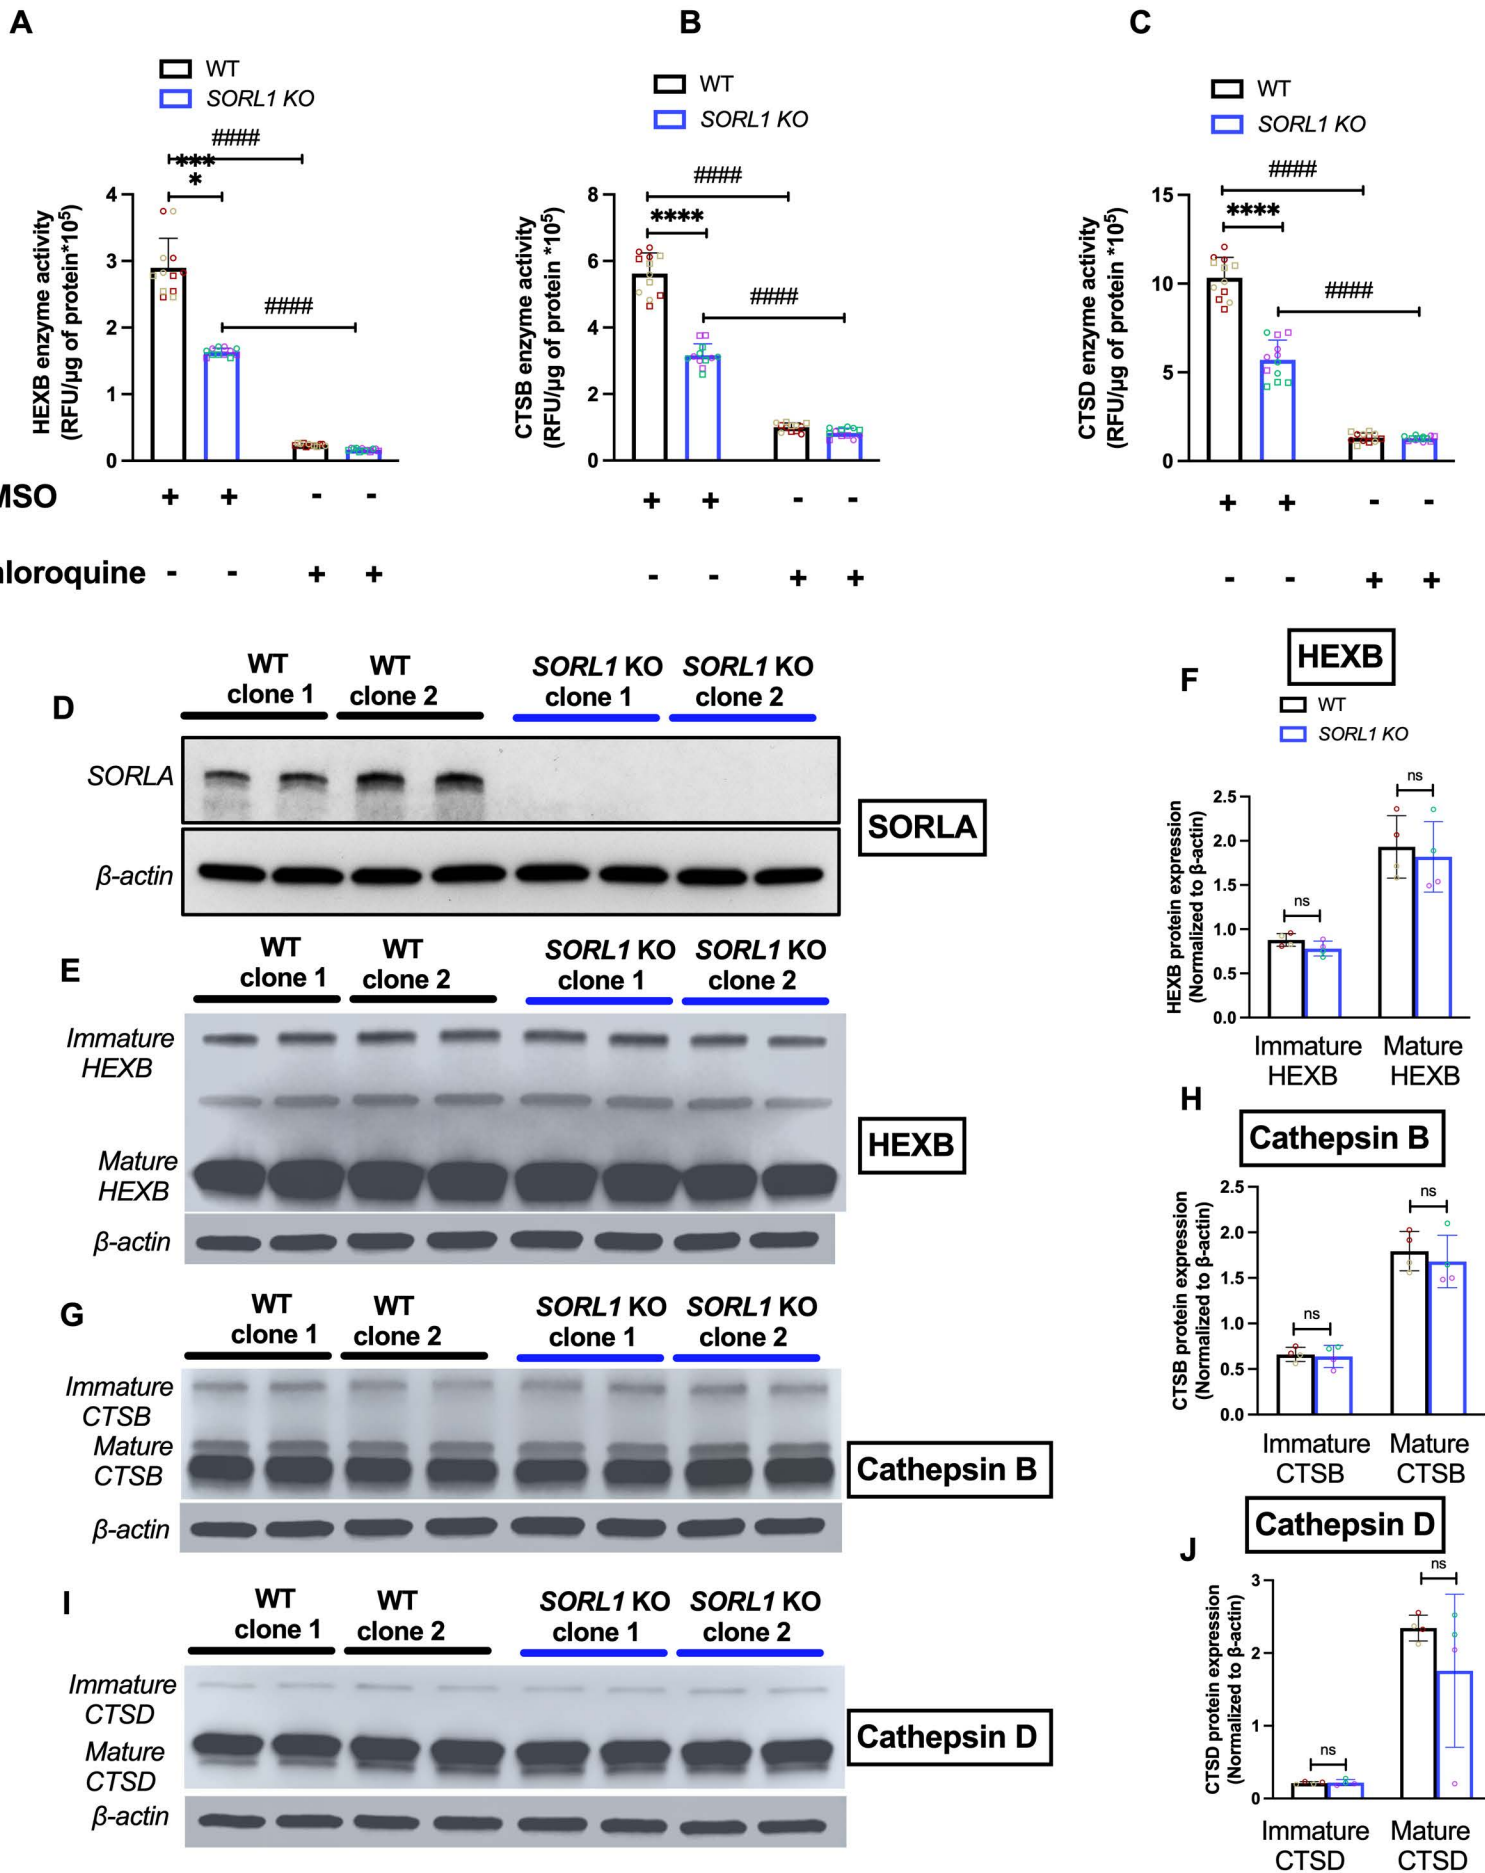 A
B
C
WT
SORL1 KO
WT
SORL1 KO
WT
SORL1 KO
####
***
*
####
####
****
####
####
****
####
HEXB enzyme activity
(RFU/µg of protein*10⁵)
4
3
2
1
0
CTSB enzyme activity
(RFU/µg of protein *10⁵)
8
6
4
2
0
CTSD enzyme activity
(RFU/µg of protein *10⁵)
15
10
5
0
MSO + + - - + + - - + + - -
hloroquine - - + + - - + + - - + +
D
WT
clone 1
WT
clone 2
SORL1 KO
clone 1
SORL1 KO
clone 2
SORLA
β-actin
SORLA
E
WT
clone 1
WT
clone 2
SORL1 KO
clone 1
SORL1 KO
clone 2
Immature
HEXB
Mature
HEXB
β-actin
HEXB
F
HEXB
WT
SORL1 KO
HEXB protein expression
(Normalized to β-actin)
2.5
2.0
1.5
1.0
0.5
0.0
ns
ns
Immature
HEXB
Mature
HEXB
G
WT
clone 1
WT
clone 2
SORL1 KO
clone 1
SORL1 KO
clone 2
Immature
CTSB
Mature
CTSB
β-actin
Cathepsin B
H
Cathepsin B
CTSB protein expression
(Normalized to β-actin)
2.5
2.0
1.5
1.0
0.5
0.0
ns
ns
Immature
CTSB
Mature
CTSB
I
WT
clone 1
WT
clone 2
SORL1 KO
clone 1
SORL1 KO
clone 2
Immature
CTSD
Mature
CTSD
β-actin
Cathepsin D
J
Cathepsin D
CTSD protein expression
(Normalized to β-actin)
3
2
1
0
ns
ns
Immature
CTSD
Mature
CTSD